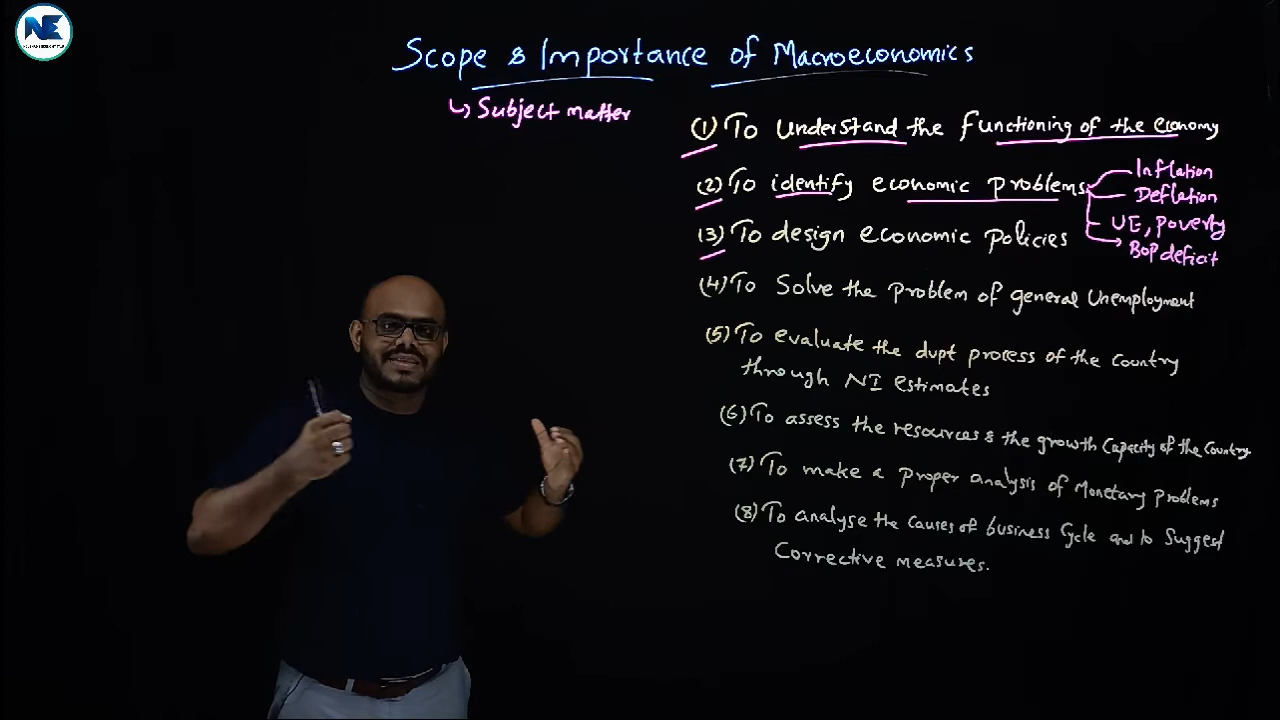 NE
Scope & Importance of Macroeconomics
↳ Subject matter
(1) To understand the functioning of the economy
(2) To identify economic problems
Inflation
Deflation
UE, Poverty
BOP deficit
(3) To design economic policies
(4) To Solve the problem of general Unemployment
(5) To evaluate the dvpt process of the Country
through NI estimates
(6) To assess the resources & the growth Capacity of the Country
(7) To make a proper analysis of Monetary problems
(8) To analyse the causes of business Cycle and to Suggest
Corrective measures.